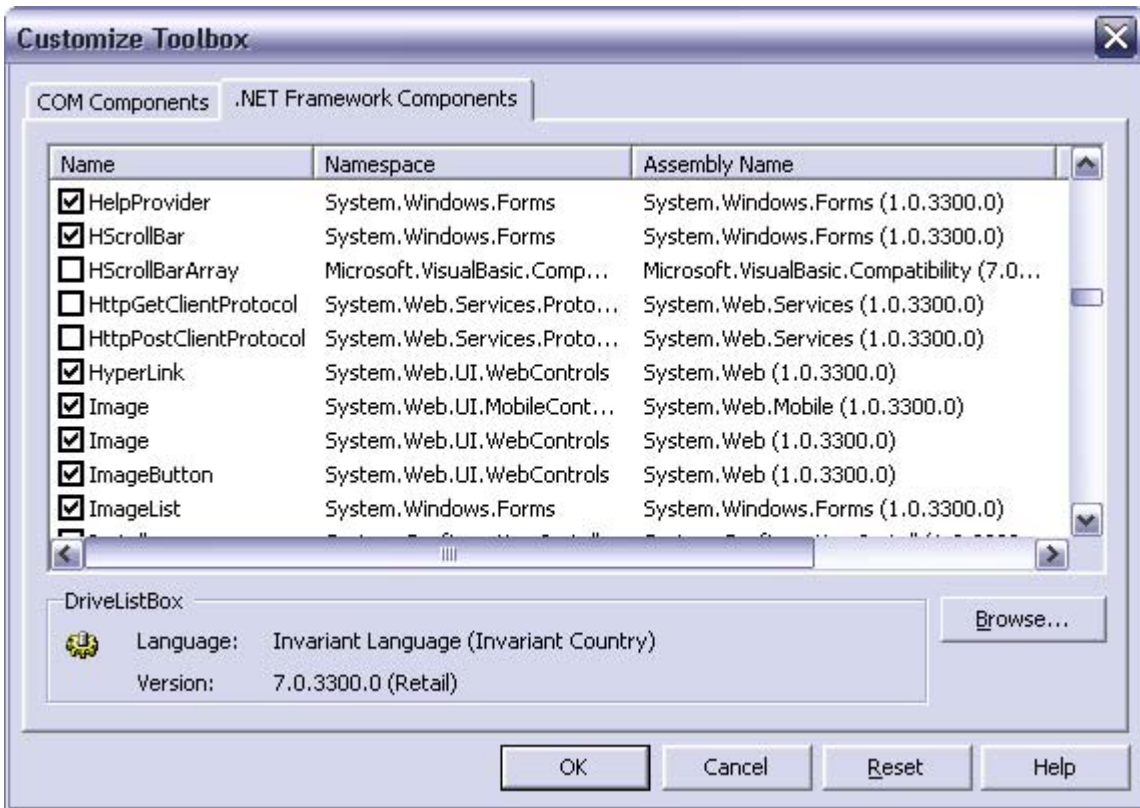 Customize Toolbox
COM Components .NET Framework Components
Name Namespace Assembly Name
HelpProvider System.Windows.Forms System.Windows.Forms (1.0.3300.0)
HScrollBar System.Windows.Forms System.Windows.Forms (1.0.3300.0)
HScrollBarArray Microsoft.VisualBasic.Comp... Microsoft.VisualBasic.Compatibility (7.0...
HttpGetClientProtocol System.Web.Services.Proto... System.Web.Services (1.0.3300.0)
HttpPostClientProtocol System.Web.Services.Proto... System.Web.Services (1.0.3300.0)
HyperLink System.Web.UI.WebControls System.Web (1.0.3300.0)
Image System.Web.UI.MobileCont... System.Web.Mobile (1.0.3300.0)
Image System.Web.UI.WebControls System.Web (1.0.3300.0)
ImageButton System.Web.UI.WebControls System.Web (1.0.3300.0)
ImageList System.Windows.Forms System.Windows.Forms (1.0.3300.0)
DriveListBox
Language: Invariant Language (Invariant Country)
Browse...
Version: 7.0.3300.0 (Retail)
OK Cancel Reset Help